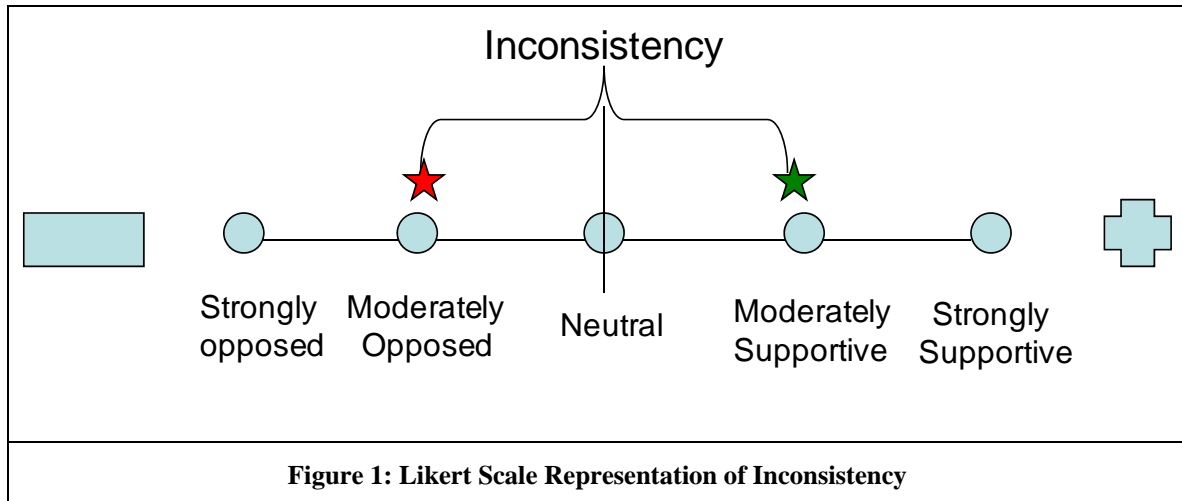 Inconsistency
Strongly
opposed
Moderately
Opposed
Neutral
Moderately
Supportive
Strongly
Supportive
Figure 1: Likert Scale Representation of Inconsistency